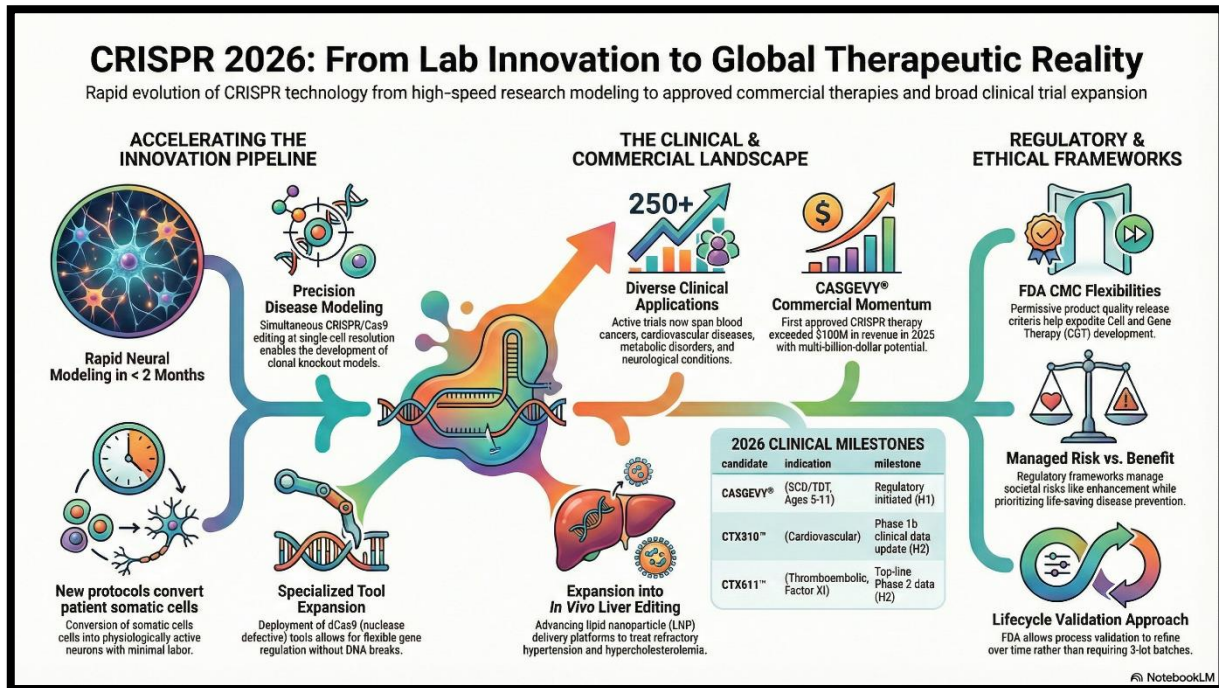 CRISPR 2026: From Lab Innovation to Global Therapeutic Reality
Rapid evolution of CRISPR technology from high-speed research modeling to approved commercial therapies and broad clinical trial expansion
ACCELERATING THE
INNOVATION PIPELINE
Rapid Neural
Modeling in < 2 Months
Precision
Disease Modeling
Simultaneous CRISPR/Cas9
editing at single cell resolution
enables the development of
clonal knockout models.
New protocols convert
patient somatic cells
Conversion of somatic cells
cells into physiologically active
neurons with minimal labor.
Specialized Tool
Expansion
Deployment of dCas9 (nuclease
defective) tools allows for flexible gene
regulation without DNA breaks.
THE CLINICAL &
COMMERCIAL LANDSCAPE
250+
Diverse Clinical
Applications
Active trials now span blood
cancers, cardiovascular diseases,
metabolic disorders, and
neurological conditions.
$
CASGEVY®
Commercial Momentum
First approved CRISPR therapy
exceeded $100M in revenue in 2025
with multi-billion-dollar potential.
Expansion into
In Vivo Liver Editing
Advancing lipid nanoparticle (LNP)
delivery platforms to treat refractory
hypertension and hypercholesterolemia.
2026 CLINICAL MILESTONES
candidate indication milestone
CASGEVY® (SCD/TDT, Ages 5-11) Regulatory initiated (H1)
CTX310™ (Cardiovascular) Phase 1b clinical data update (H2)
CTX611™ (Thromboembolic, Factor XI) Top-line Phase 2 data (H2)
REGULATORY &
ETHICAL FRAMEWORKS
FDA CMC Flexibilities
Permissive product quality release
criteria help expodite Cell and Gene
Therapy (CGT) development.
Managed Risk vs. Benefit
Regulatory frameworks manage
societal risks like enhancement while
prioritizing life-saving disease prevention.
Lifecycle Validation Approach
FDA allows process validation to refine
over time rather than requiring 3-lot batches.
NotebookLM